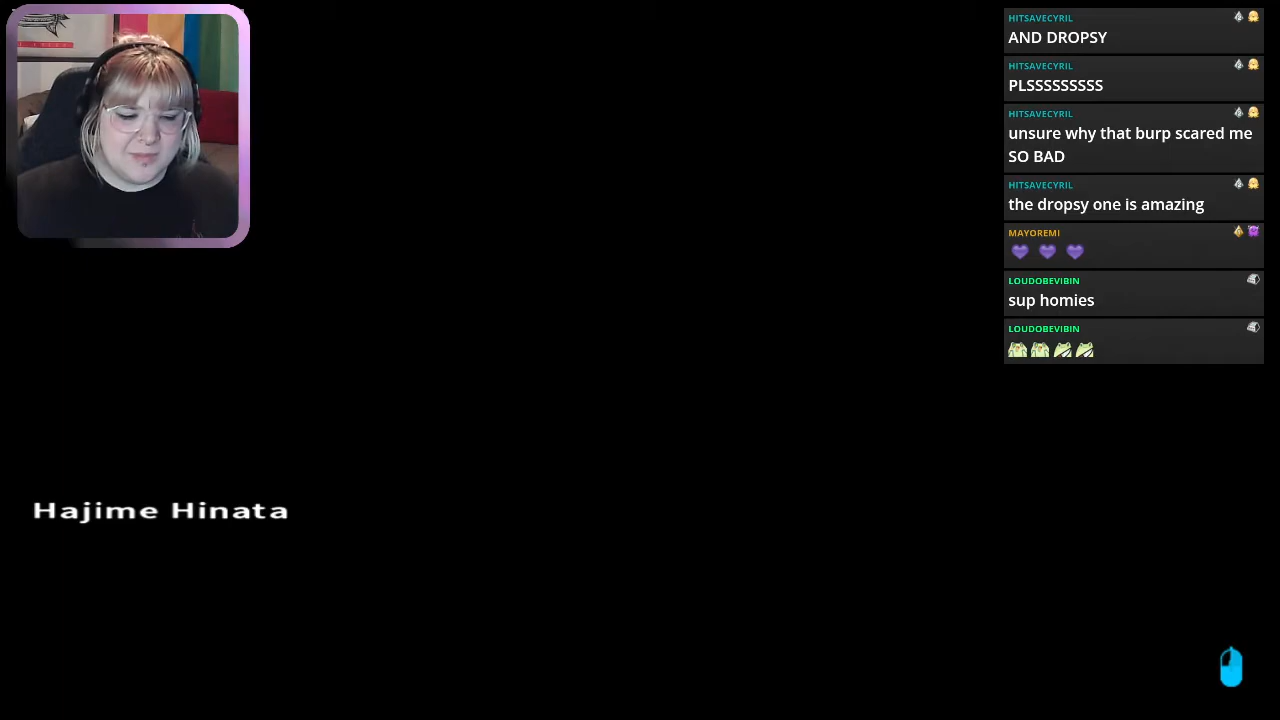 HITSAVECYRIL
AND DROPSY
HITSAVECYRIL
PLSSSSSSSSS
HITSAVECYRIL
unsure why that burp scared me
SO BAD
HITSAVECYRIL
the dropsy one is amazing
MAYOREMI
LOUDOBEVIBIN
sup homies
LOUDOBEVIBIN
Hajime Hinata